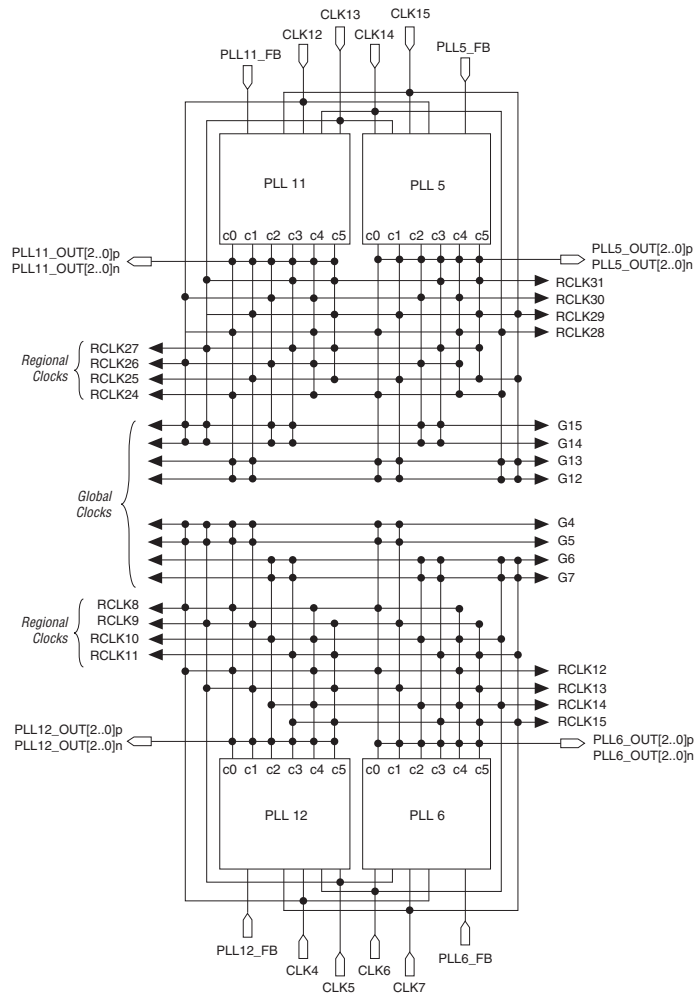 CLK13 CLK15
CLK12 CLK14
PLL11_FB PLL5_FB
PLL 11 PLL 5
c0 c1 c2 c3 c4 c5 c0 c1 c2 c3 c4 c5
PLL11_OUT[2..0]p PLL5_OUT[2..0]p
PLL11_OUT[2..0]n PLL5_OUT[2..0]n
RCLK31
RCLK30
RCLK29
RCLK28
Regional
Clocks
RCLK27
RCLK26
RCLK25
RCLK24
G15
G14
G13
G12
Global
Clocks
G4
G5
G6
G7
Regional
Clocks
RCLK8
RCLK9
RCLK10
RCLK11
RCLK12
RCLK13
RCLK14
RCLK15
PLL12_OUT[2..0]p PLL6_OUT[2..0]p
PLL12_OUT[2..0]n PLL6_OUT[2..0]n
c0 c1 c2 c3 c4 c5 c0 c1 c2 c3 c4 c5
PLL 12 PLL 6
PLL12_FB PLL6_FB
CLK4 CLK6
CLK5 CLK7